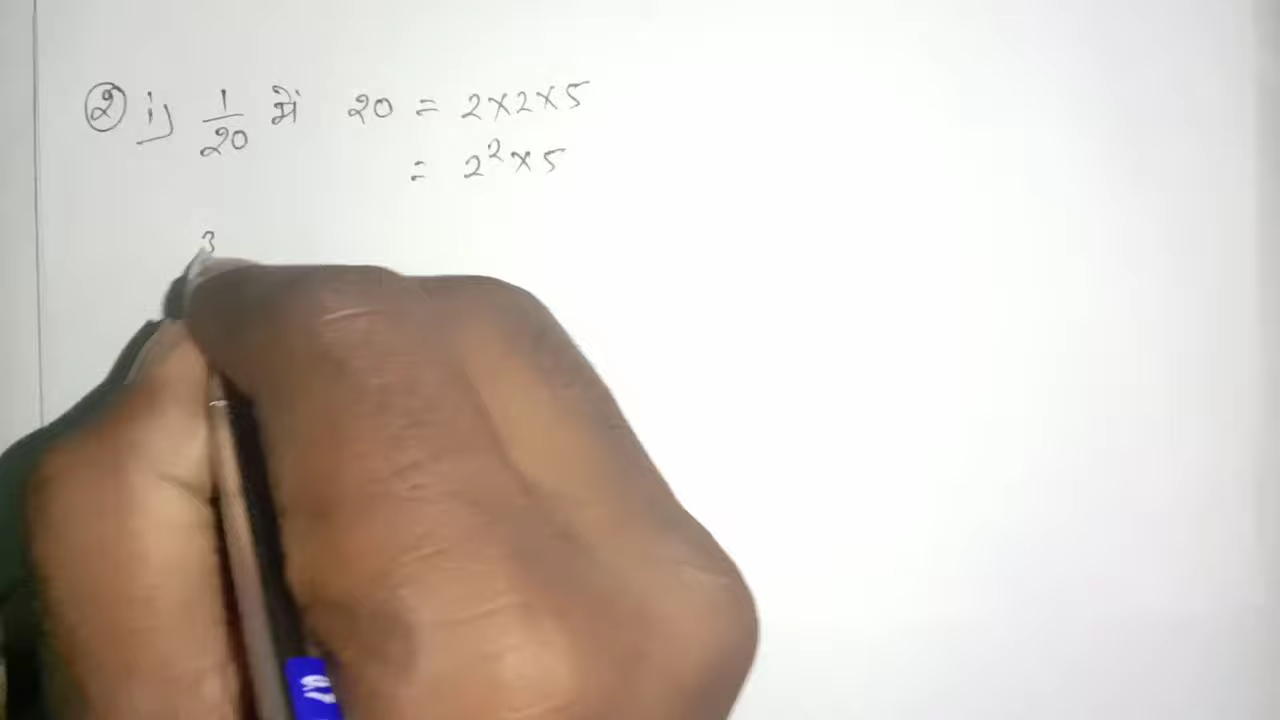 ② i) 1/20 में 20 = 2×2×5
= 2²×5
3